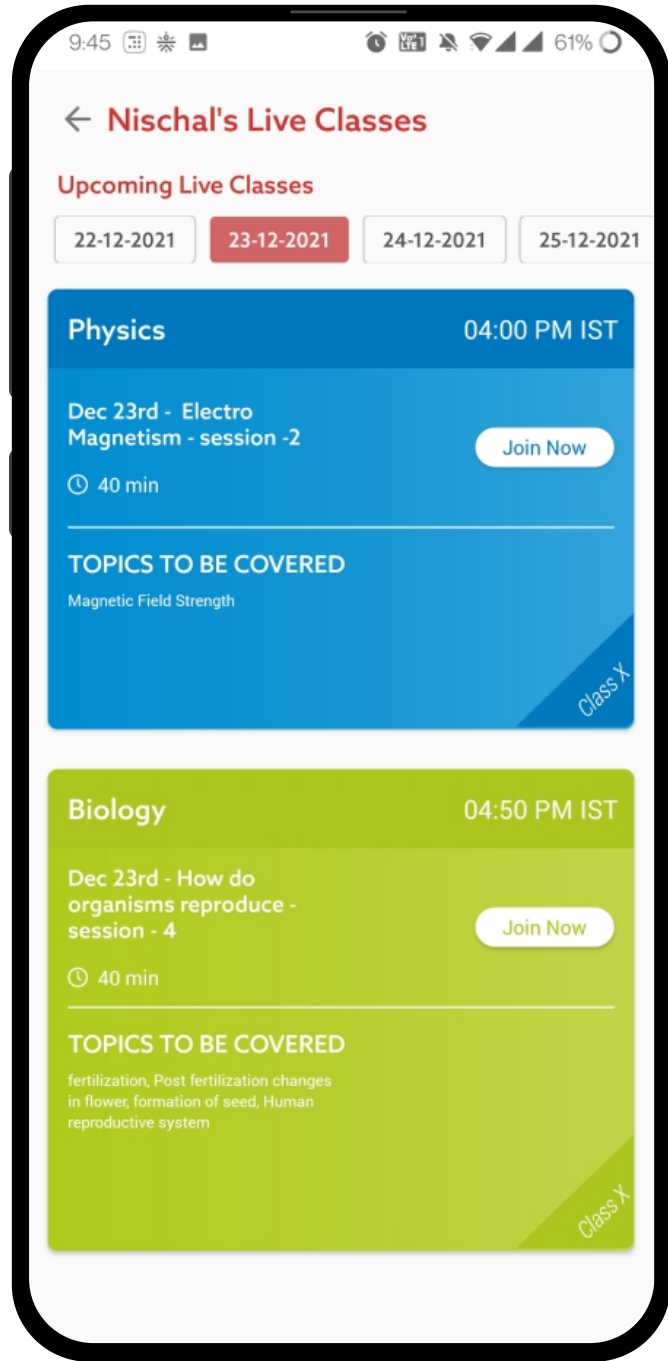 9:45 61%
Nischal's Live Classes
Upcoming Live Classes
22-12-2021 23-12-2021 24-12-2021 25-12-2021
Physics 04:00 PM IST
Dec 23rd - Electro
Magnetism - session -2
Join Now
40 min
TOPICS TO BE COVERED
Magnetic Field Strength
Class X
Biology 04:50 PM IST
Dec 23rd - How do
organisms reproduce -
session - 4
Join Now
40 min
TOPICS TO BE COVERED
fertilization, Post fertilization changes
in flower, formation of seed, Human
reproductive system
Class X